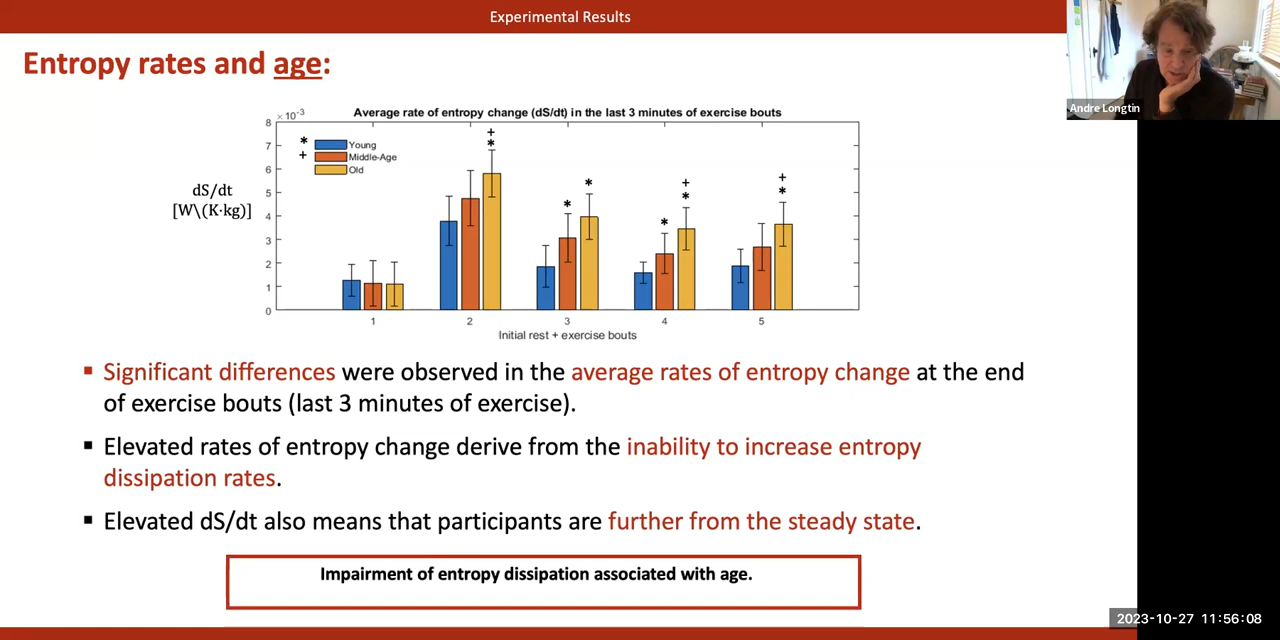 Experimental Results
Andre Longtin
Entropy rates and age:
Average rate of entropy change (dS/dt) in the last 3 minutes of exercise bouts
× 10⁻³
8
7
6
5
4
3
2
1
0
dS/dt
[W\(K·kg)]
* Young
+ Middle-Age
Old
+
*
*
*
*
+
*
+
*
1 2 3 4 5
Initial rest + exercise bouts
▪ Significant differences were observed in the average rates of entropy change at the end
of exercise bouts (last 3 minutes of exercise).
▪ Elevated rates of entropy change derive from the inability to increase entropy
dissipation rates.
▪ Elevated dS/dt also means that participants are further from the steady state.
Impairment of entropy dissipation associated with age.
2023-10-27 11:56:08